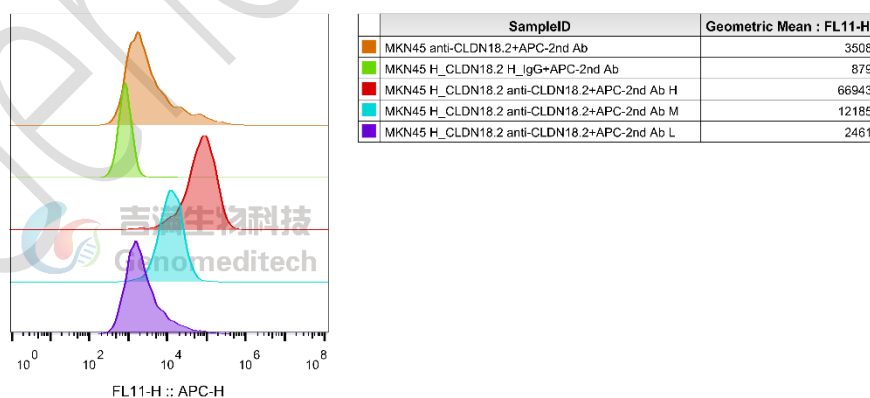 SampleID Geometric Mean : FL11-H
MKN45 anti-CLDN18.2+APC-2nd Ab 3508
MKN45 H_CLDN18.2 H_IgG+APC-2nd Ab 879
MKN45 H_CLDN18.2 anti-CLDN18.2+APC-2nd Ab H 66943
MKN45 H_CLDN18.2 anti-CLDN18.2+APC-2nd Ab M 12185
MKN45 H_CLDN18.2 anti-CLDN18.2+APC-2nd Ab L 2461
吉满生物科技
Genomeditech
10^0 10^2 10^4 10^6 10^8
FL11-H :: APC-H